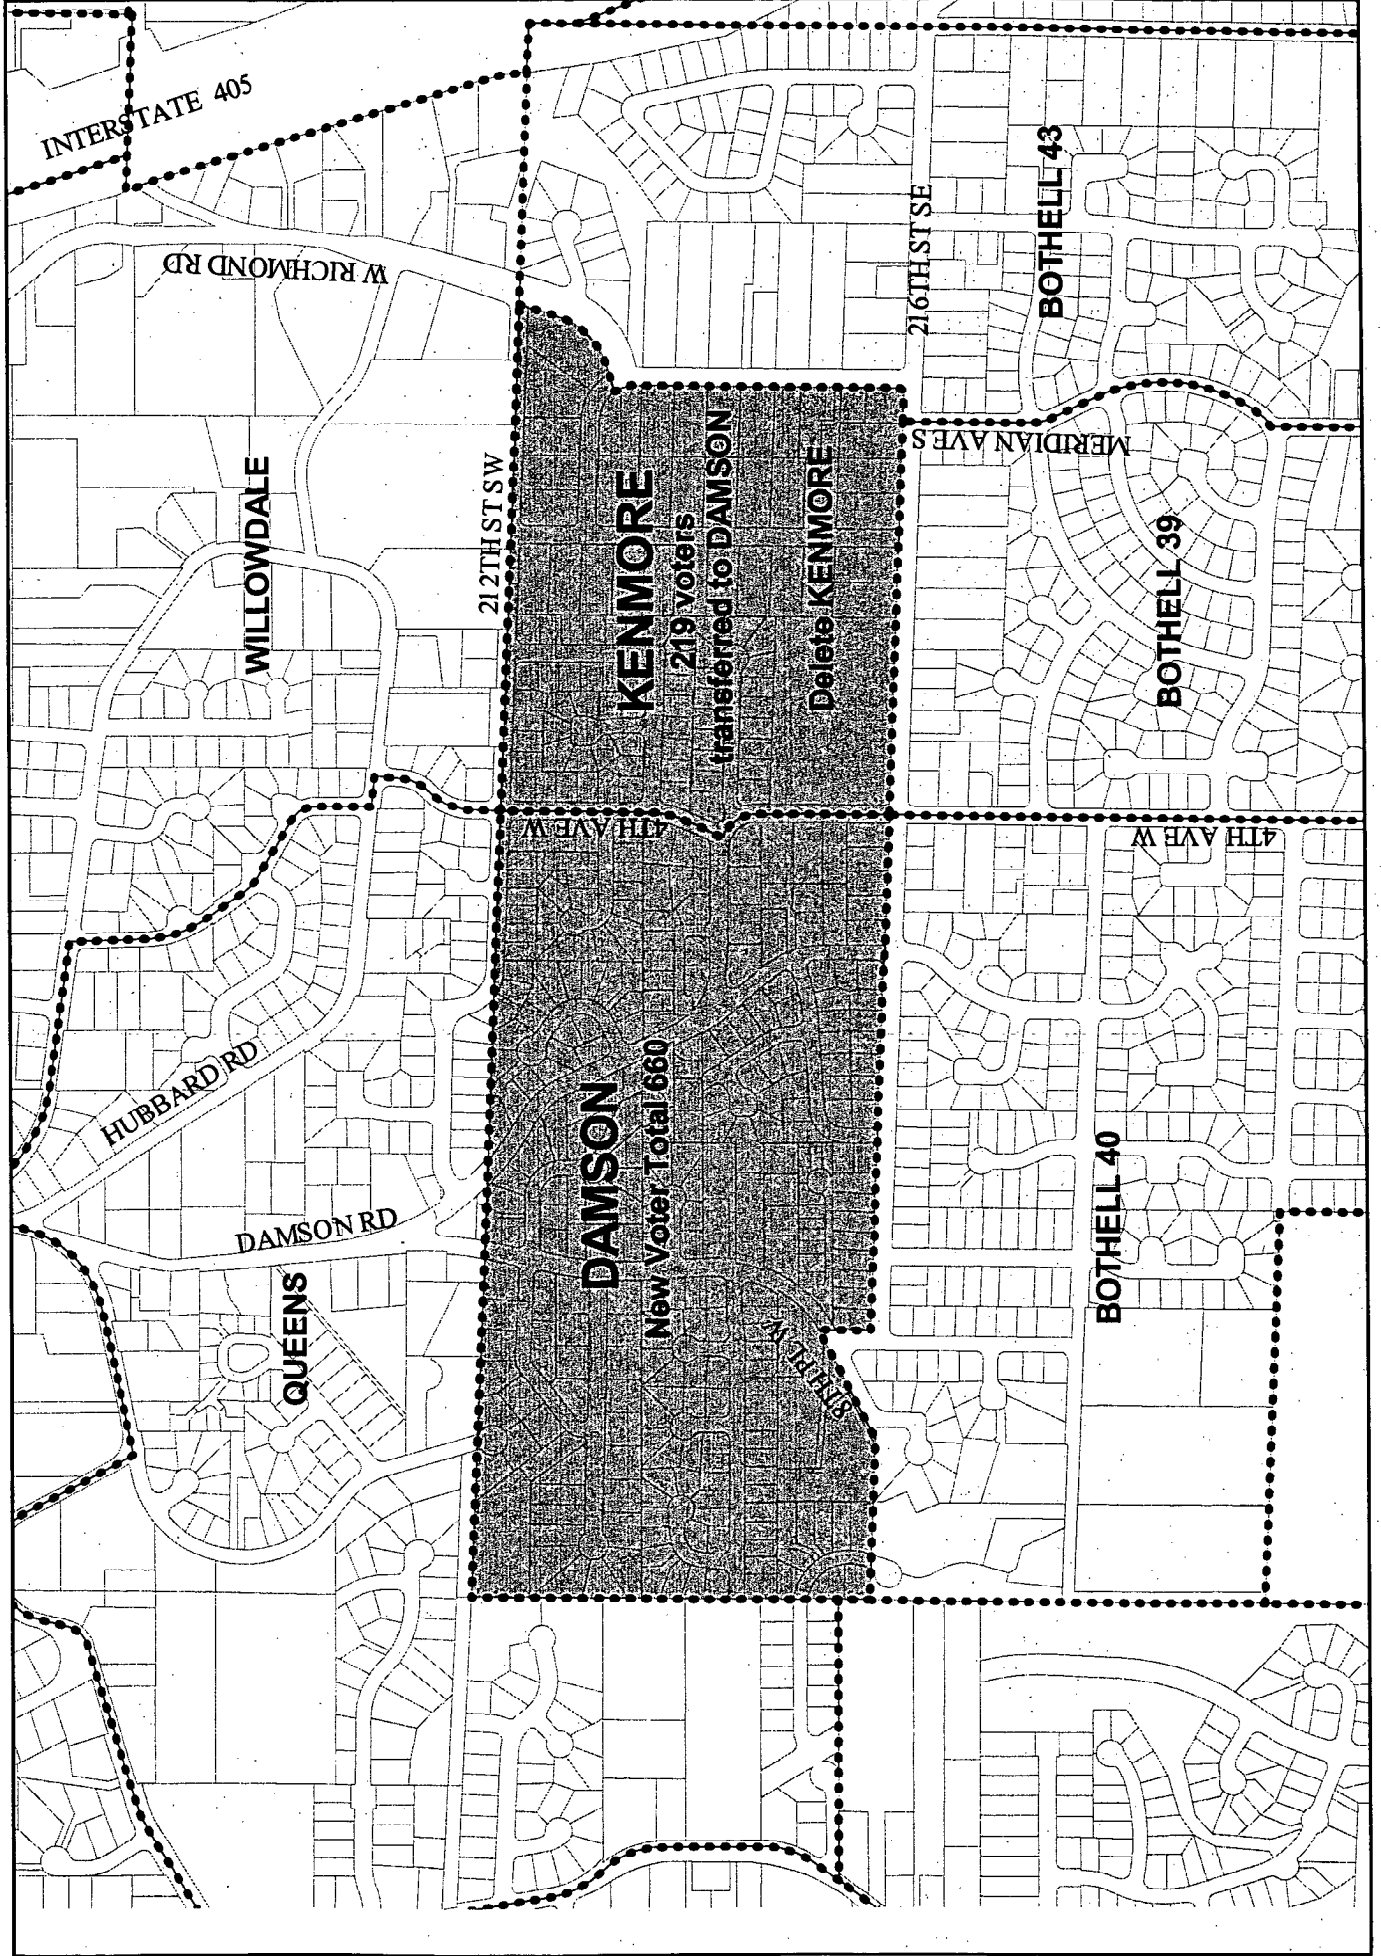 INTERSTATE 405
W RICHMOND RD
WILLOWDALE
212TH ST SW
216TH ST SE
BOTHELL 43
MERIDIAN AVE S
KENMORE
219 voters
transferred to DAMSON
Delete KENMORE
BOTHELL 39
4TH AVE W
4TH AVE W
HUBBARD RD
DAMSON RD
QUEENS
DAMSON
New Voter Total 660
8TH PL W
BOTHELL 40